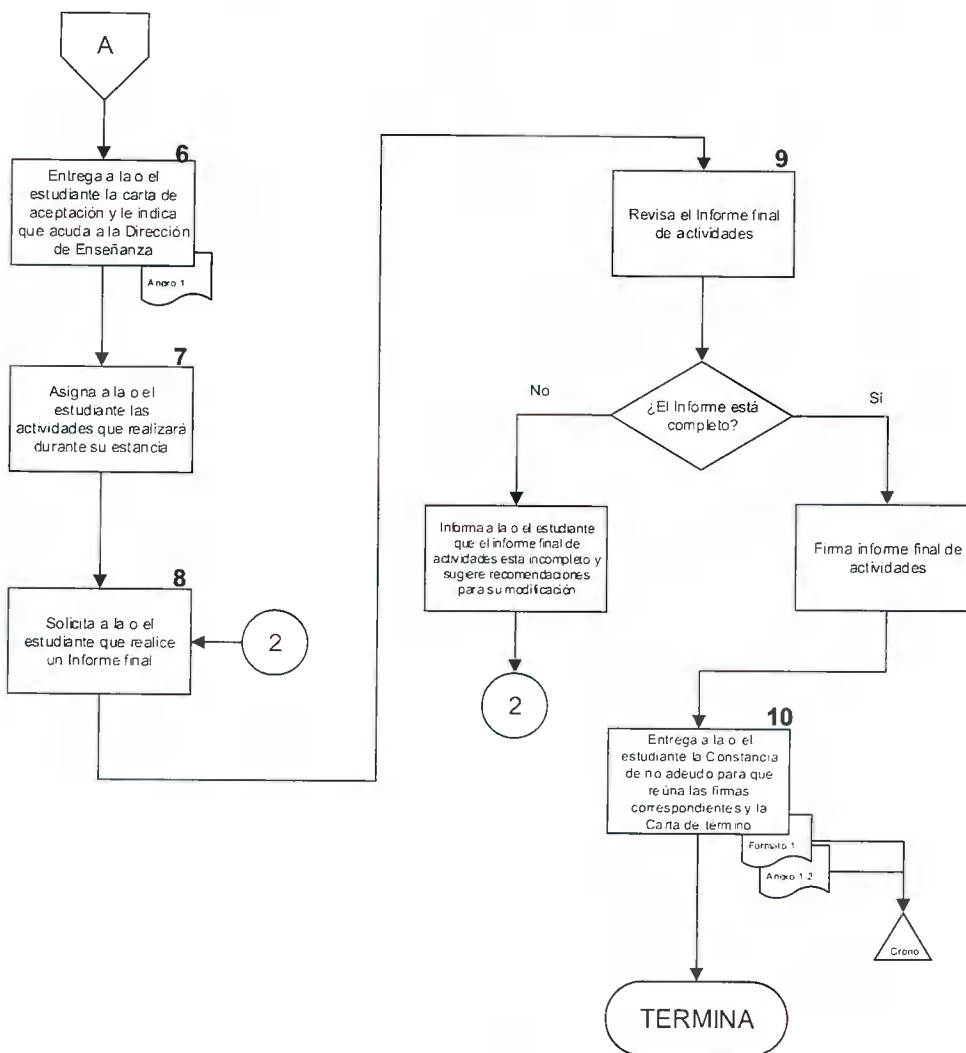 A
6
Entrega a la o el
estudiante la carta de
aceptación y le indica
que acuda a la Dirección
de Enseñanza
Anexo 1
7
Asigna a la o el
estudiante las
actividades que realizará
durante su estancia
8
Solicita a la o el
estudiante que realice
un Informe final
2
9
Revisa el Informe final
de actividades
¿El Informe está
completo?
No
Si
Informa a la o el estudiante
que el informe final de
actividades está incompleto y
sugiere recomendaciones
para su modificación
2
Firma informe final de
actividades
10
Entrega a la o el
estudiante la Constancia
de no adeudo para que
reúna las firmas
correspondientes y la
Carta de término
Formato 1
Anexo 1.2
Crono
TERMINA